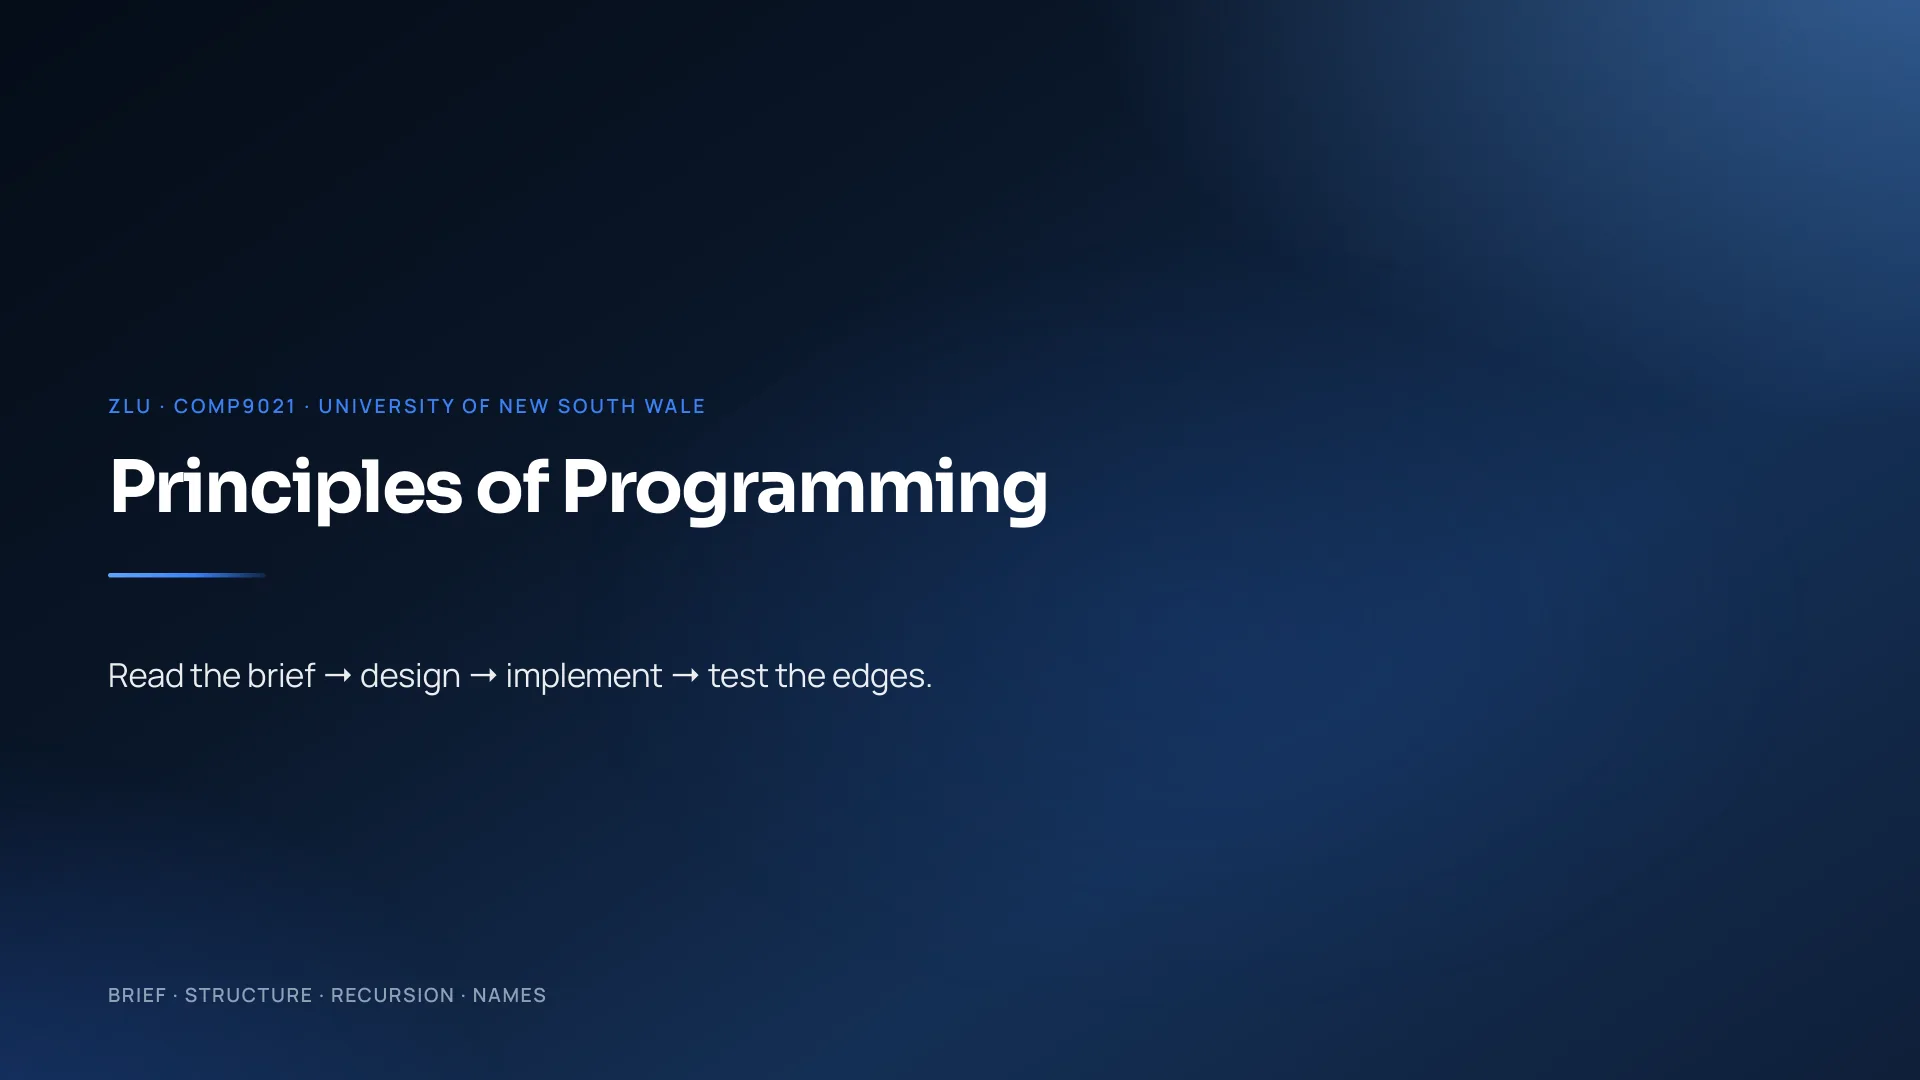 ZLU · COMP9021 · UNIVERSITY OF NEW SOUTH WALE
Principles of Programming
Read the brief → design → implement → test the edges.
BRIEF · STRUCTURE · RECURSION · NAMES